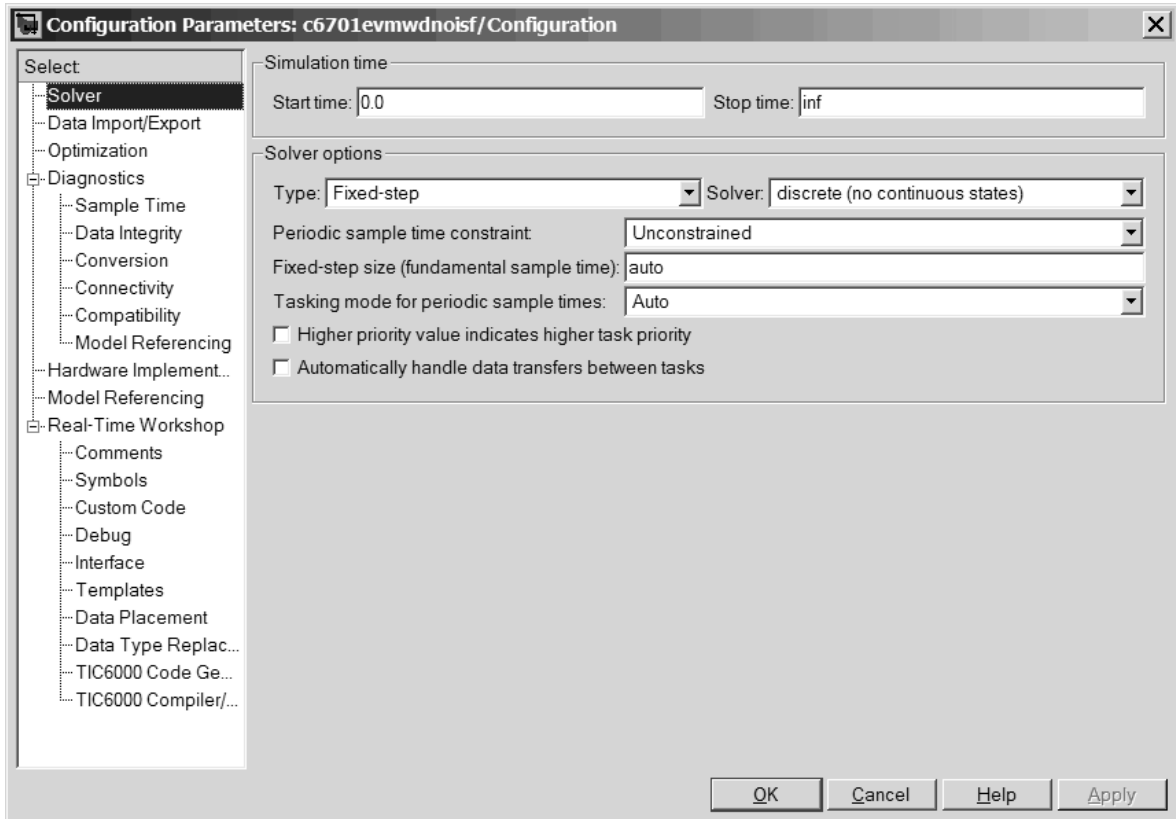 Configuration Parameters: c6701evmwdnoisf/Configuration
Select:
Solver
Data Import/Export
Optimization
Diagnostics
Sample Time
Data Integrity
Conversion
Connectivity
Compatibility
Model Referencing
Hardware Implement...
Model Referencing
Real-Time Workshop
Comments
Symbols
Custom Code
Debug
Interface
Templates
Data Placement
Data Type Replac...
TIC6000 Code Ge...
TIC6000 Compiler/...
Simulation time
Start time: 0.0 Stop time: inf
Solver options
Type: Fixed-step Solver: discrete (no continuous states)
Periodic sample time constraint: Unconstrained
Fixed-step size (fundamental sample time): auto
Tasking mode for periodic sample times: Auto
Higher priority value indicates higher task priority
Automatically handle data transfers between tasks
OK Cancel Help Apply